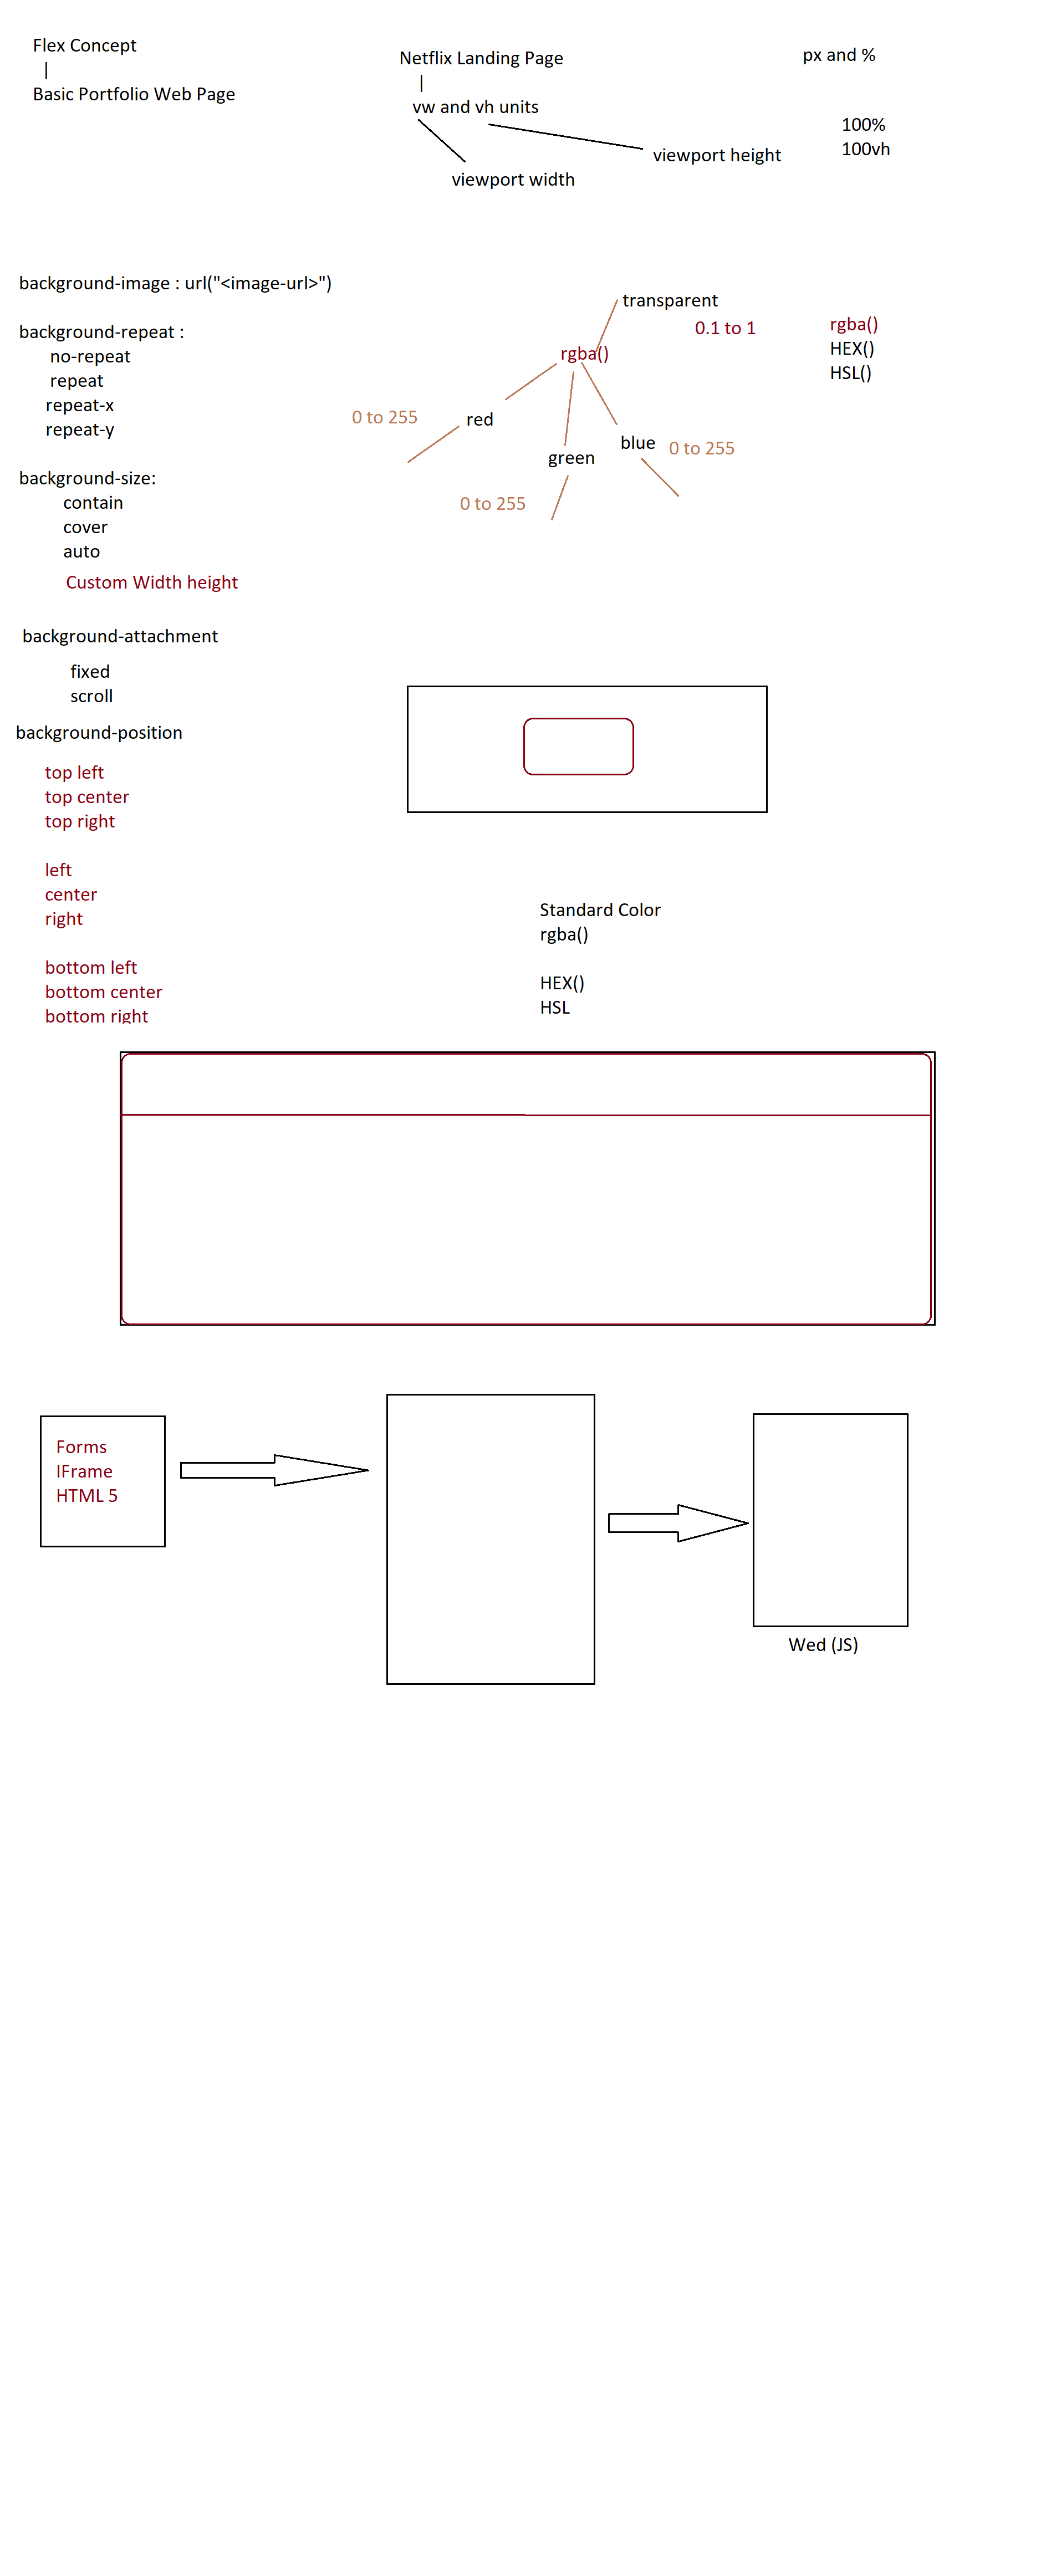 Flex Concept
|
Basic Portfolio Web Page
Netflix Landing Page
|
vw and vh units
viewport width
viewport height
px and %
100%
100vh
background-image : url("<image-url>")
background-repeat :
no-repeat
repeat
repeat-x
repeat-y
background-size:
contain
cover
auto
Custom Width height
background-attachment
fixed
scroll
background-position
top left
top center
top right
left
center
right
bottom left
bottom center
bottom right
transparent
0.1 to 1
rgba()
0 to 255
red
green
0 to 255
blue
0 to 255
rgba()
HEX()
HSL()
Standard Color
rgba()
HEX()
HSL
Forms
IFrame
HTML 5
Wed (JS)